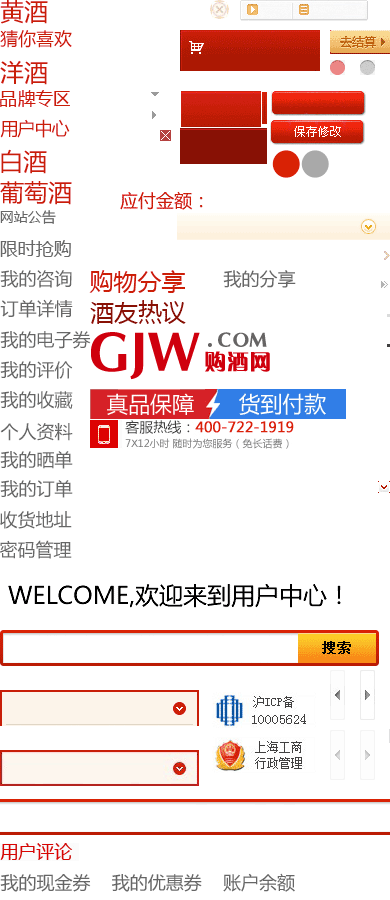 黄酒
猜你喜欢
去结算
洋酒
品牌专区
用户中心
保存修改
白酒
葡萄酒
应付金额：
网站公告
限时抢购
我的咨询
购物分享
我的分享
订单详情
酒友热议
我的电子券
GJW.COM
购酒网
我的评价
我的收藏
真品保障
货到付款
个人资料
客服热线：400-722-1919
7X12小时 随时为您服务（免长话费）
我的晒单
我的订单
收货地址
密码管理
WELCOME,欢迎来到用户中心！
搜索
沪ICP备
10005624
上海工商
行政管理
用户评论
我的现金券
我的优惠券
账户余额